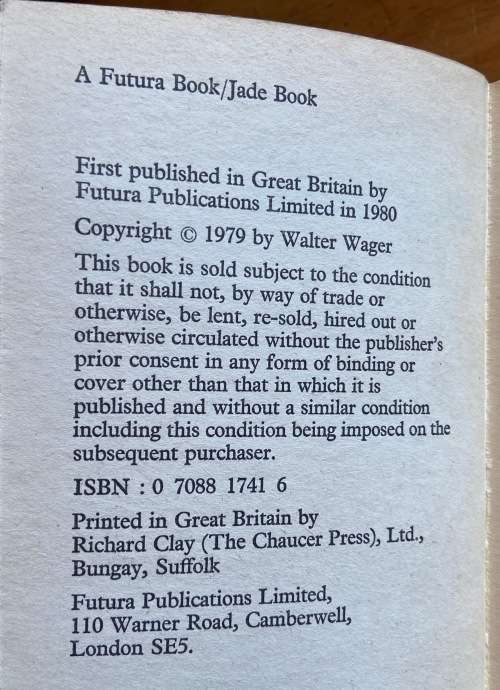 A Futura Book/Jade Book
First published in Great Britain by
Futura Publications Limited in 1980
Copyright © 1979 by Walter Wager
This book is sold subject to the condition
that it shall not, by way of trade or
otherwise, be lent, re-sold, hired out or
otherwise circulated without the publisher's
prior consent in any form of binding or
cover other than that in which it is
published and without a similar condition
including this condition being imposed on the
subsequent purchaser.
ISBN : 0 7088 1741 6
Printed in Great Britain by
Richard Clay (The Chaucer Press), Ltd.,
Bungay, Suffolk
Futura Publications Limited,
110 Warner Road, Camberwell,
London SE5.